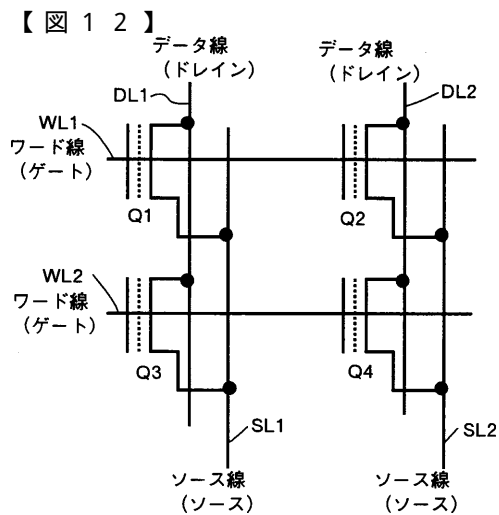 【図12】
データ線
(ドレイン)
データ線
(ドレイン)
DL1
DL2
WL1
ワード線
(ゲート)
Q1
Q2
WL2
ワード線
(ゲート)
Q3
Q4
SL1
SL2
ソース線
(ソース)
ソース線
(ソース)